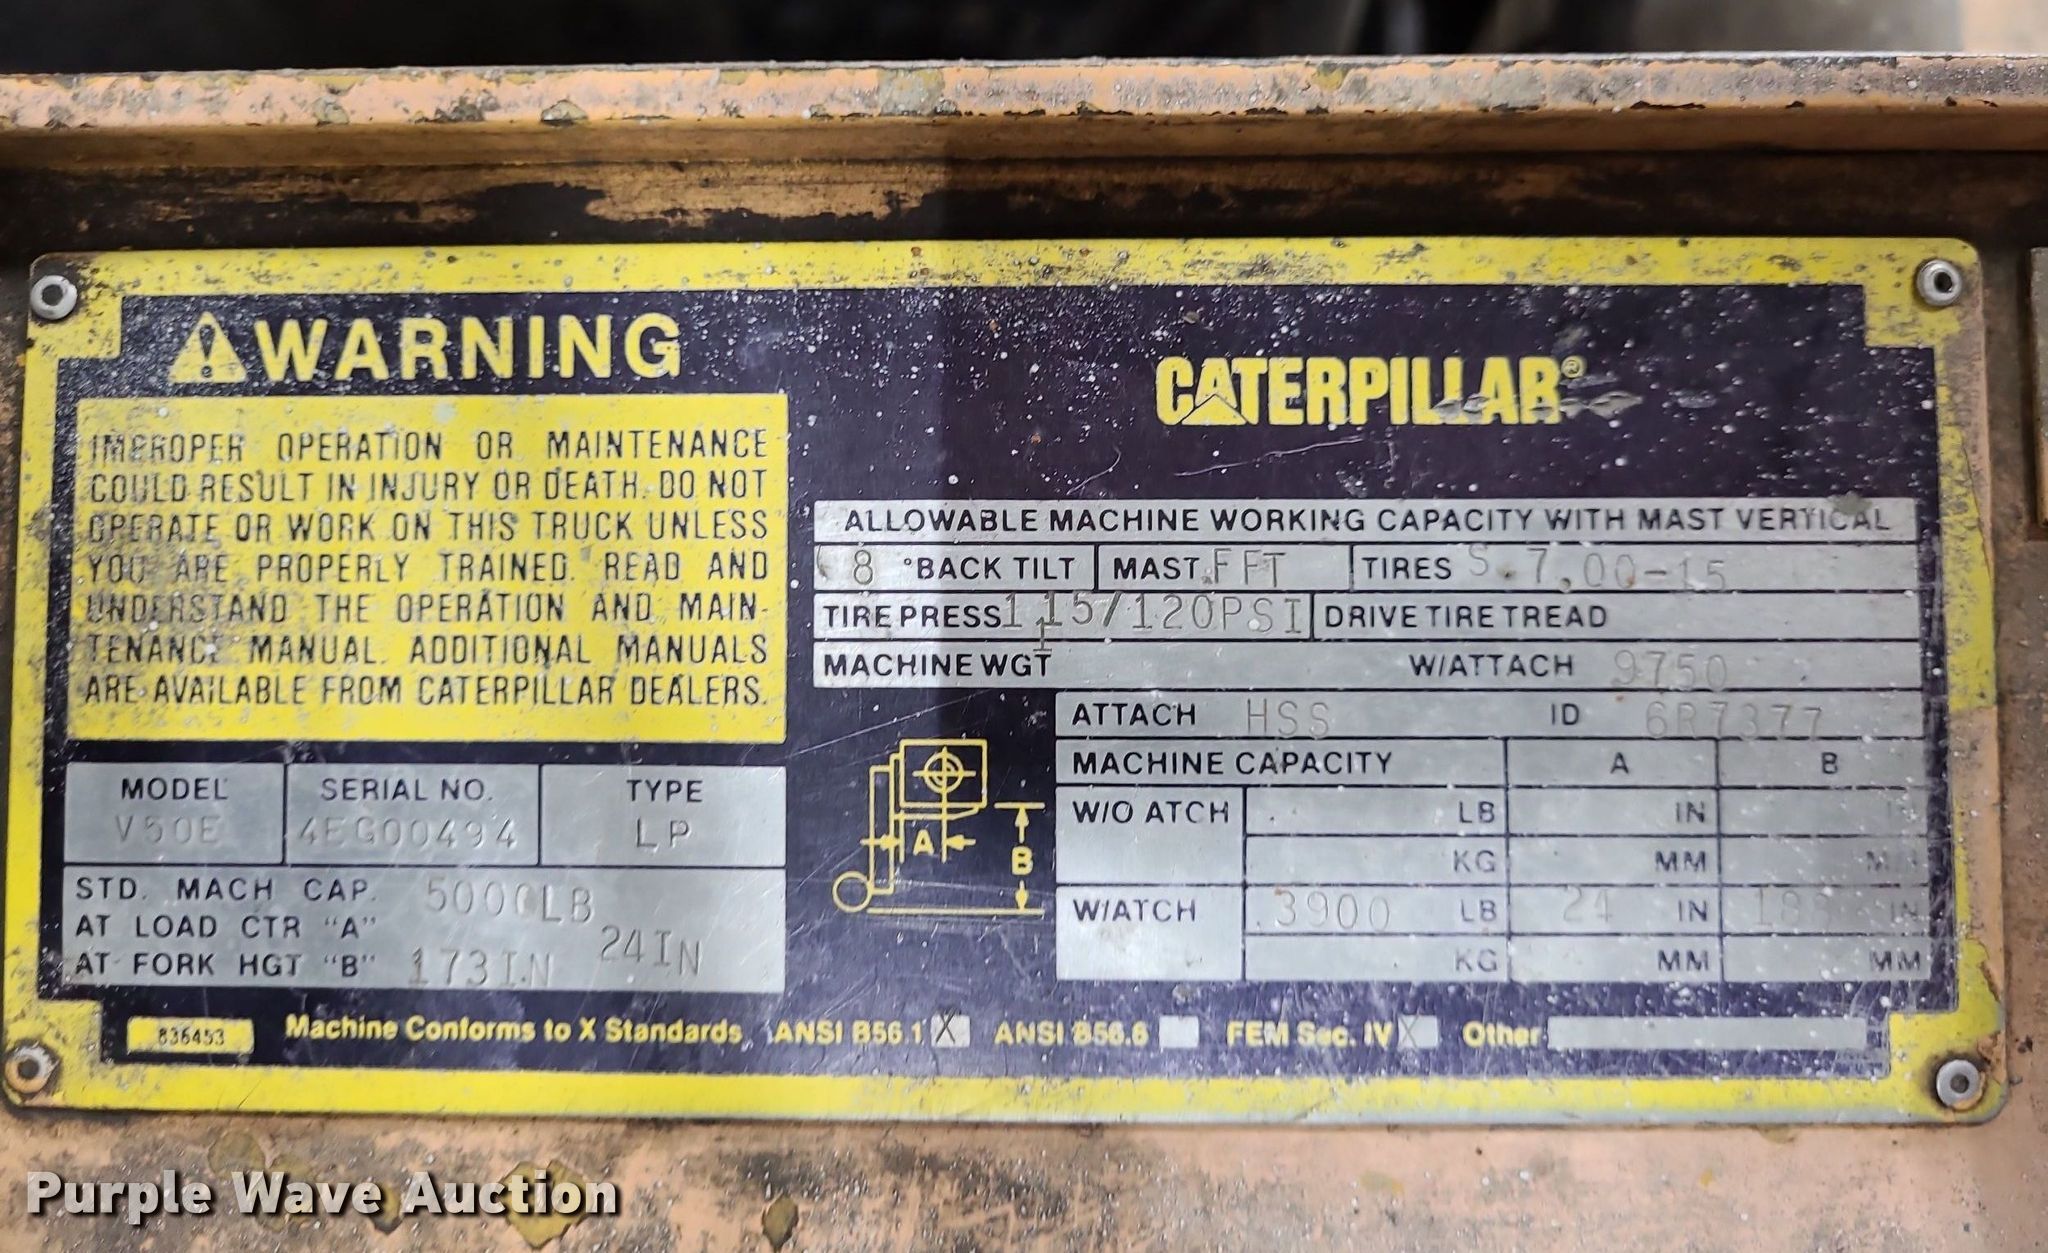 WARNING
IMPROPER OPERATION OR MAINTENANCE
COULD RESULT IN INJURY OR DEATH. DO NOT
OPERATE OR WORK ON THIS TRUCK UNLESS
YOU ARE PROPERLY TRAINED. READ AND
UNDERSTAND THE OPERATION AND MAIN-
TENANCE MANUAL. ADDITIONAL MANUALS
ARE AVAILABLE FROM CATERPILLAR DEALERS.
MODEL SERIAL NO. TYPE
V50E 4EG00494 LP
STD. MACH CAP. 5000LB
AT LOAD CTR "A" 24IN
AT FORK HGT "B" 173IN
CATERPILLAR®
ALLOWABLE MACHINE WORKING CAPACITY WITH MAST VERTICAL
8 °BACK TILT MAST FFT TIRES S. 7.00-15
TIRE PRESS 115/120PSI DRIVE TIRE TREAD
MACHINE WGT W/ATTACH 9750
ATTACH HSS ID 6R7377
MACHINE CAPACITY A B
W/O ATCH LB IN IN
KG MM MM
W/ATCH 3900 LB 24 IN IN
KG MM MM
A
B
836453 Machine Conforms to X Standards ANSI B56.1 X ANSI B56.6 FEM Sec. IV X Other
Purple Wave Auction